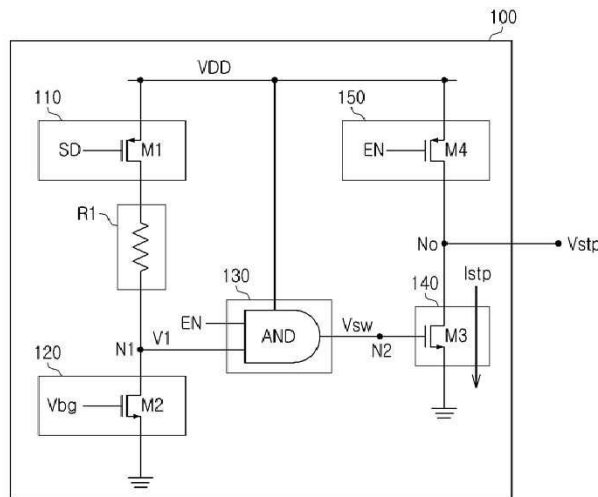 100
VDD
110
150
SD
M1
EN
M4
R1
No
Vstp
Istp
130
140
EN
V1
AND
Vsw
M3
N1
N2
120
Vbg
M2